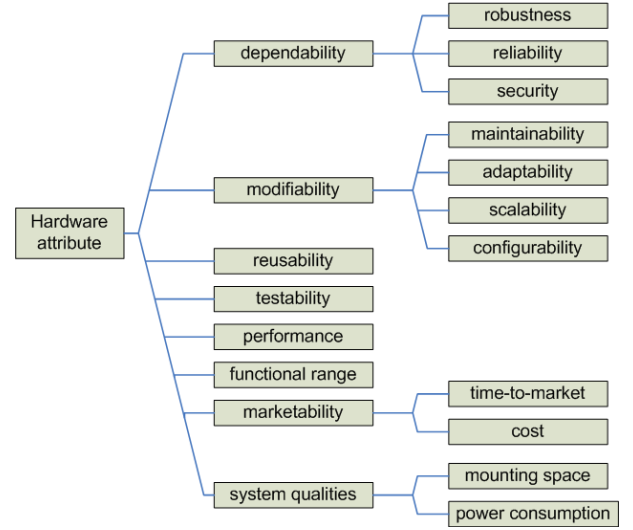 Hardware
attribute
dependability
robustness
reliability
security
modifiability
maintainability
adaptability
scalability
configurability
reusability
testability
performance
functional range
marketability
time-to-market
cost
system qualities
mounting space
power consumption